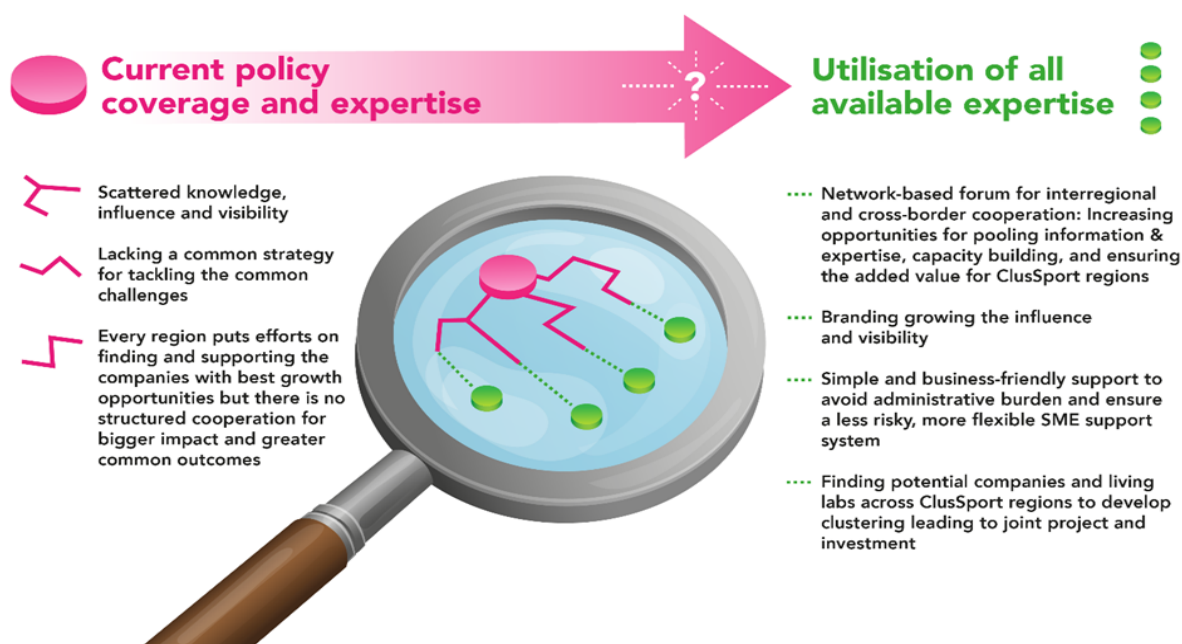 Current policy
coverage and expertise
?
Utilisation of all
available expertise
Scattered knowledge,
influence and visibility
Lacking a common strategy
for tackling the common
challenges
Every region puts efforts on
finding and supporting the
companies with best growth
opportunities but there is no
structured cooperation for
bigger impact and greater
common outcomes
Network-based forum for interregional
and cross-border cooperation: Increasing
opportunities for pooling information &
expertise, capacity building, and ensuring
the added value for ClusSport regions
Branding growing the influence
and visibility
Simple and business-friendly support to
avoid administrative burden and ensure
a less risky, more flexible SME support
system
Finding potential companies and living
labs across ClusSport regions to develop
clustering leading to joint project and
investment